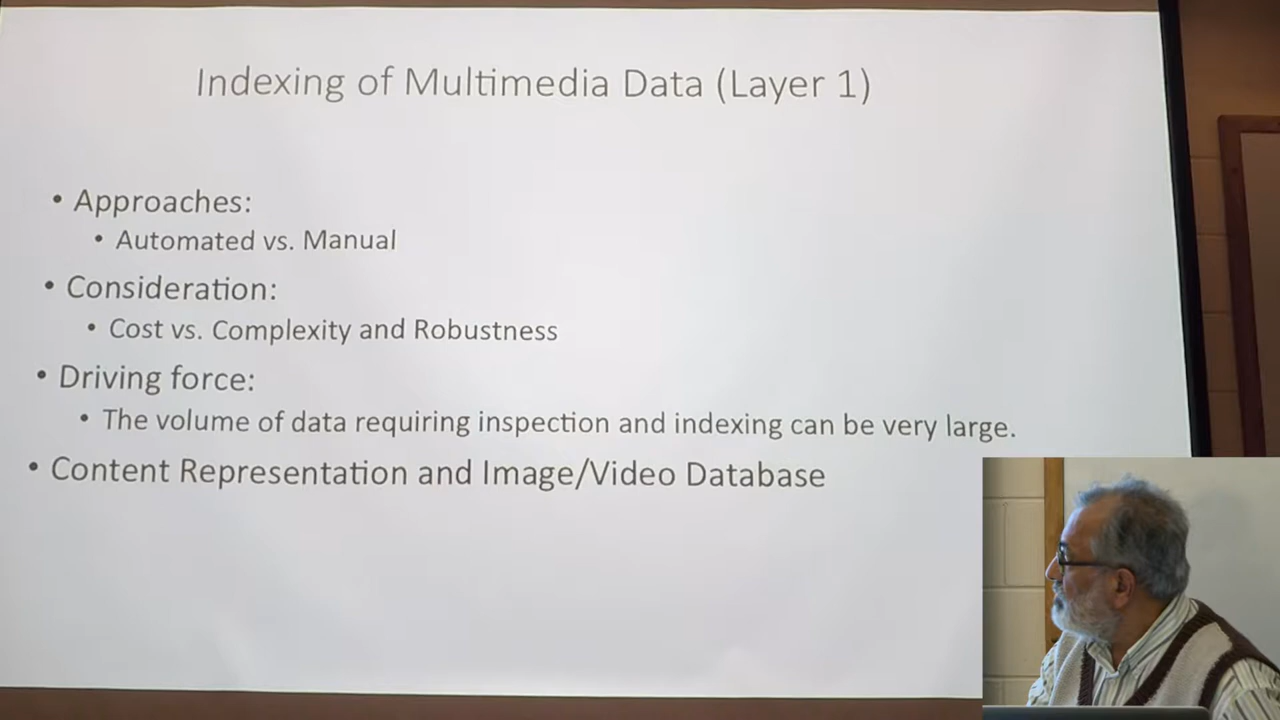 Indexing of Multimedia Data (Layer 1)
• Approaches:
• Automated vs. Manual
• Consideration:
• Cost vs. Complexity and Robustness
• Driving force:
• The volume of data requiring inspection and indexing can be very large.
• Content Representation and Image/Video Database